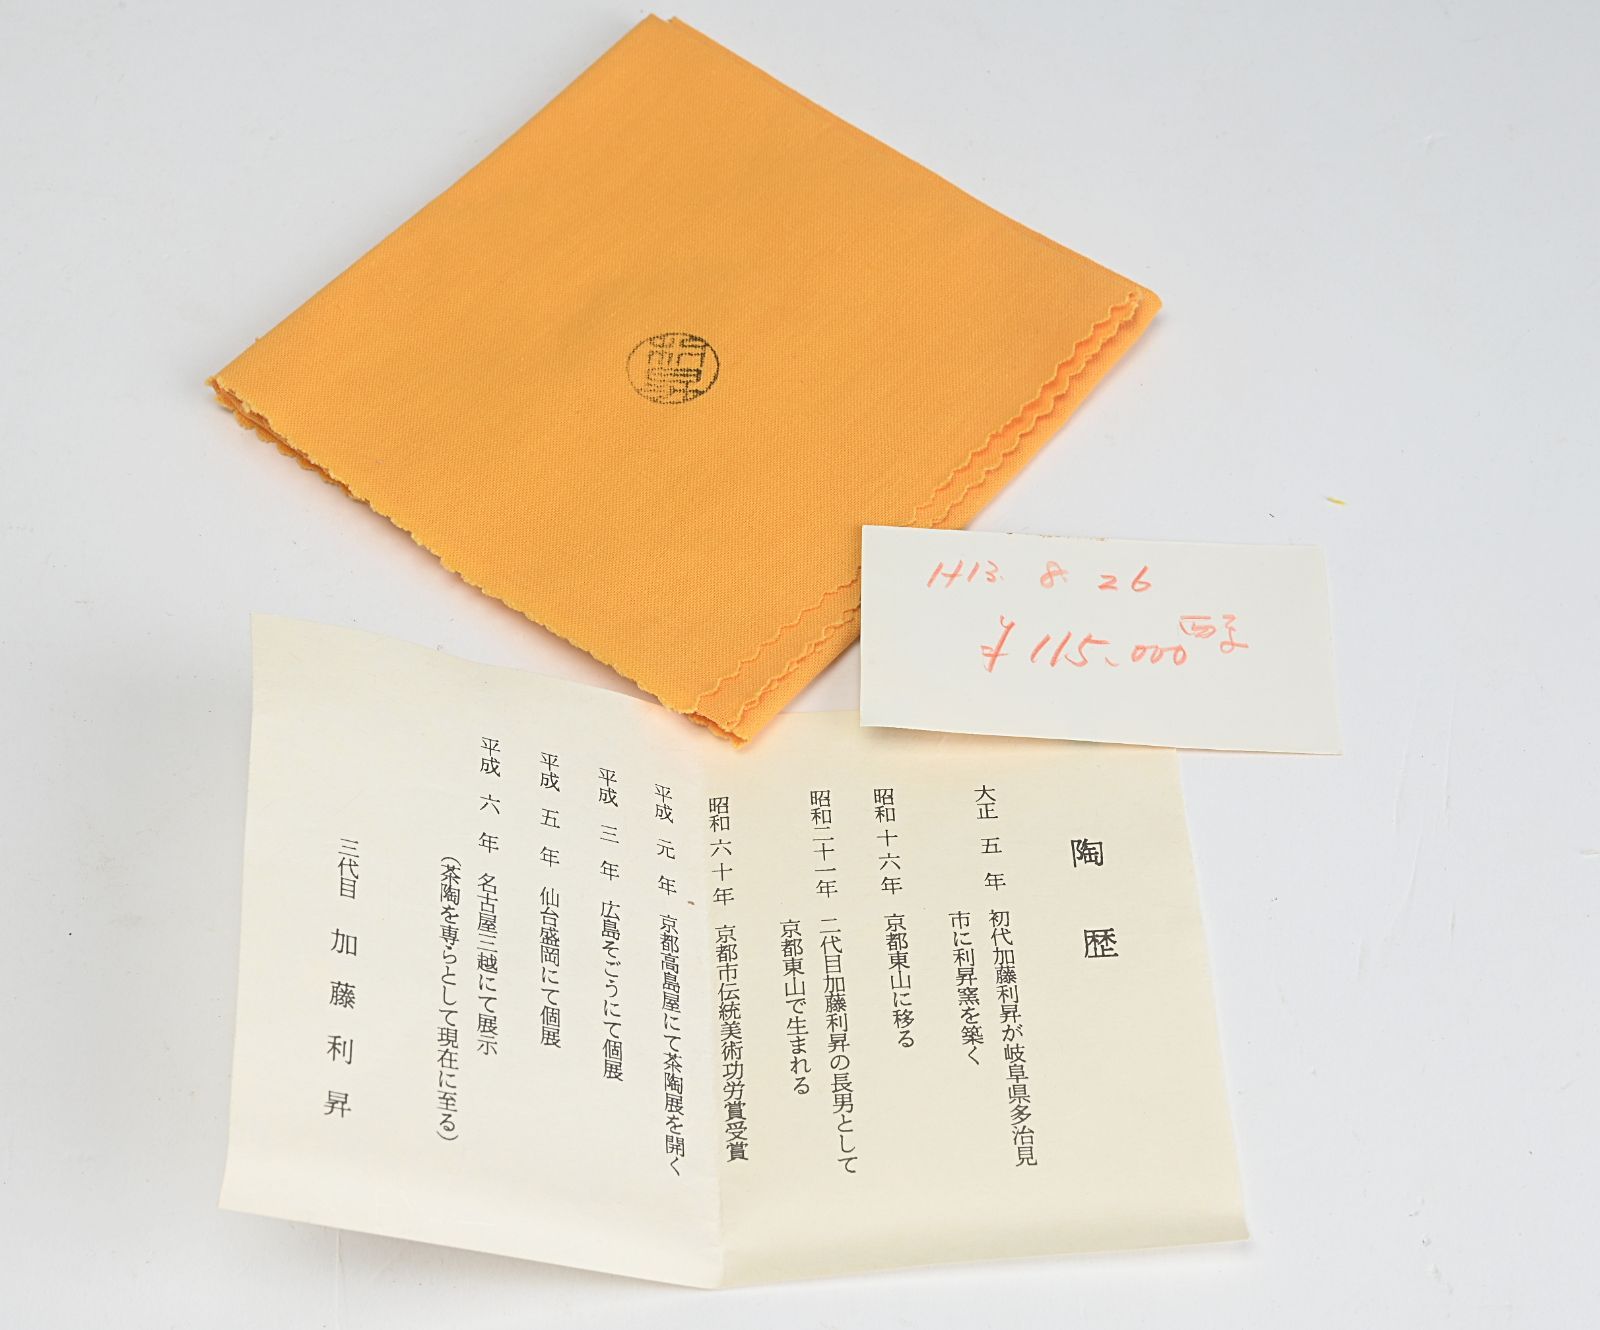 H13. 8. 26
¥115,000
陶歴
大正五年 初代加藤利昇が岐阜県多治見
市に利昇窯を築く
昭和十六年 京都東山に移る
昭和二十一年 二代目加藤利昇の長男として
京都東山で生まれる
昭和六十年 京都市伝統美術功労賞受賞
平成元年 京都高島屋にて茶陶展を開く
平成三年 広島そごうにて個展
平成五年 仙台盛岡にて個展
平成六年 名古屋三越にて展示
(茶陶を専らとして現在に至る)
三代目 加藤利昇